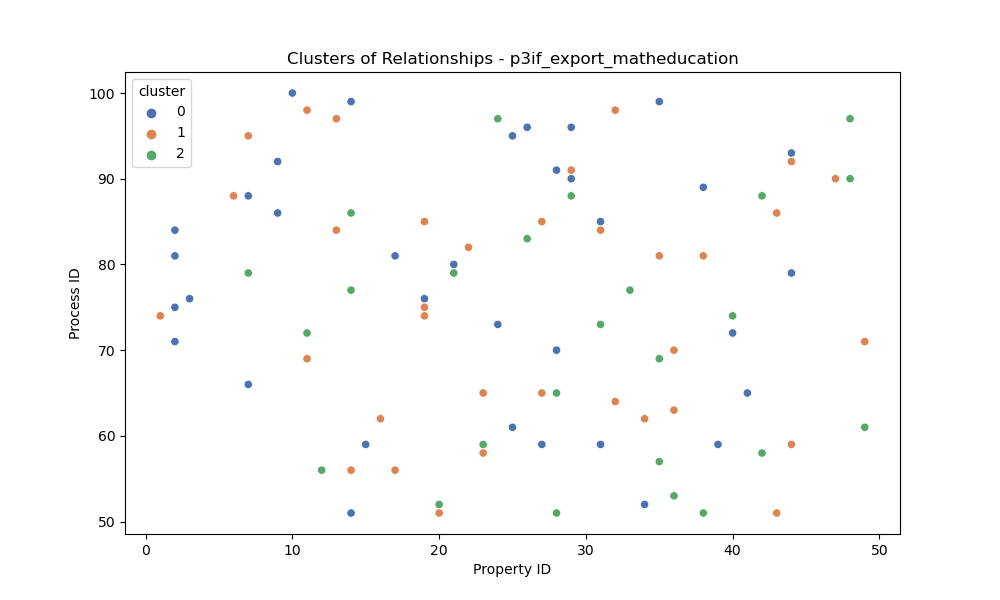 Clusters of Relationships - p3if_export_matheducation
cluster
0
1
2
100
90
80
70
60
50
Process ID
0 10 20 30 40 50
Property ID